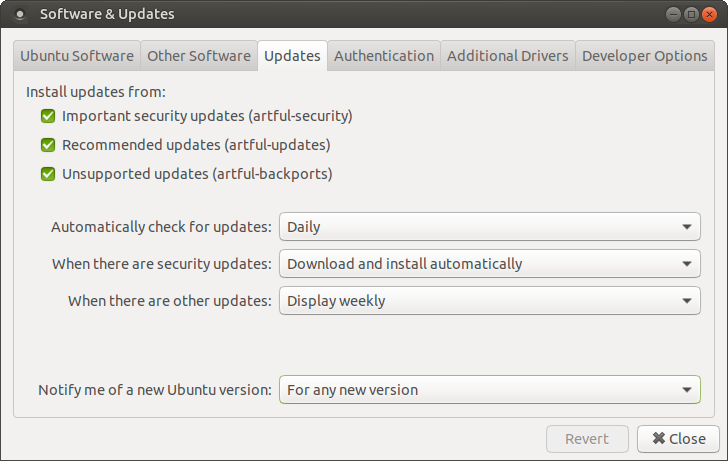 Software & Updates
Ubuntu Software Other Software Updates Authentication Additional Drivers Developer Options
Install updates from:
Important security updates (artful-security)
Recommended updates (artful-updates)
Unsupported updates (artful-backports)
Automatically check for updates: Daily
When there are security updates: Download and install automatically
When there are other updates: Display weekly
Notify me of a new Ubuntu version: For any new version
Revert Close